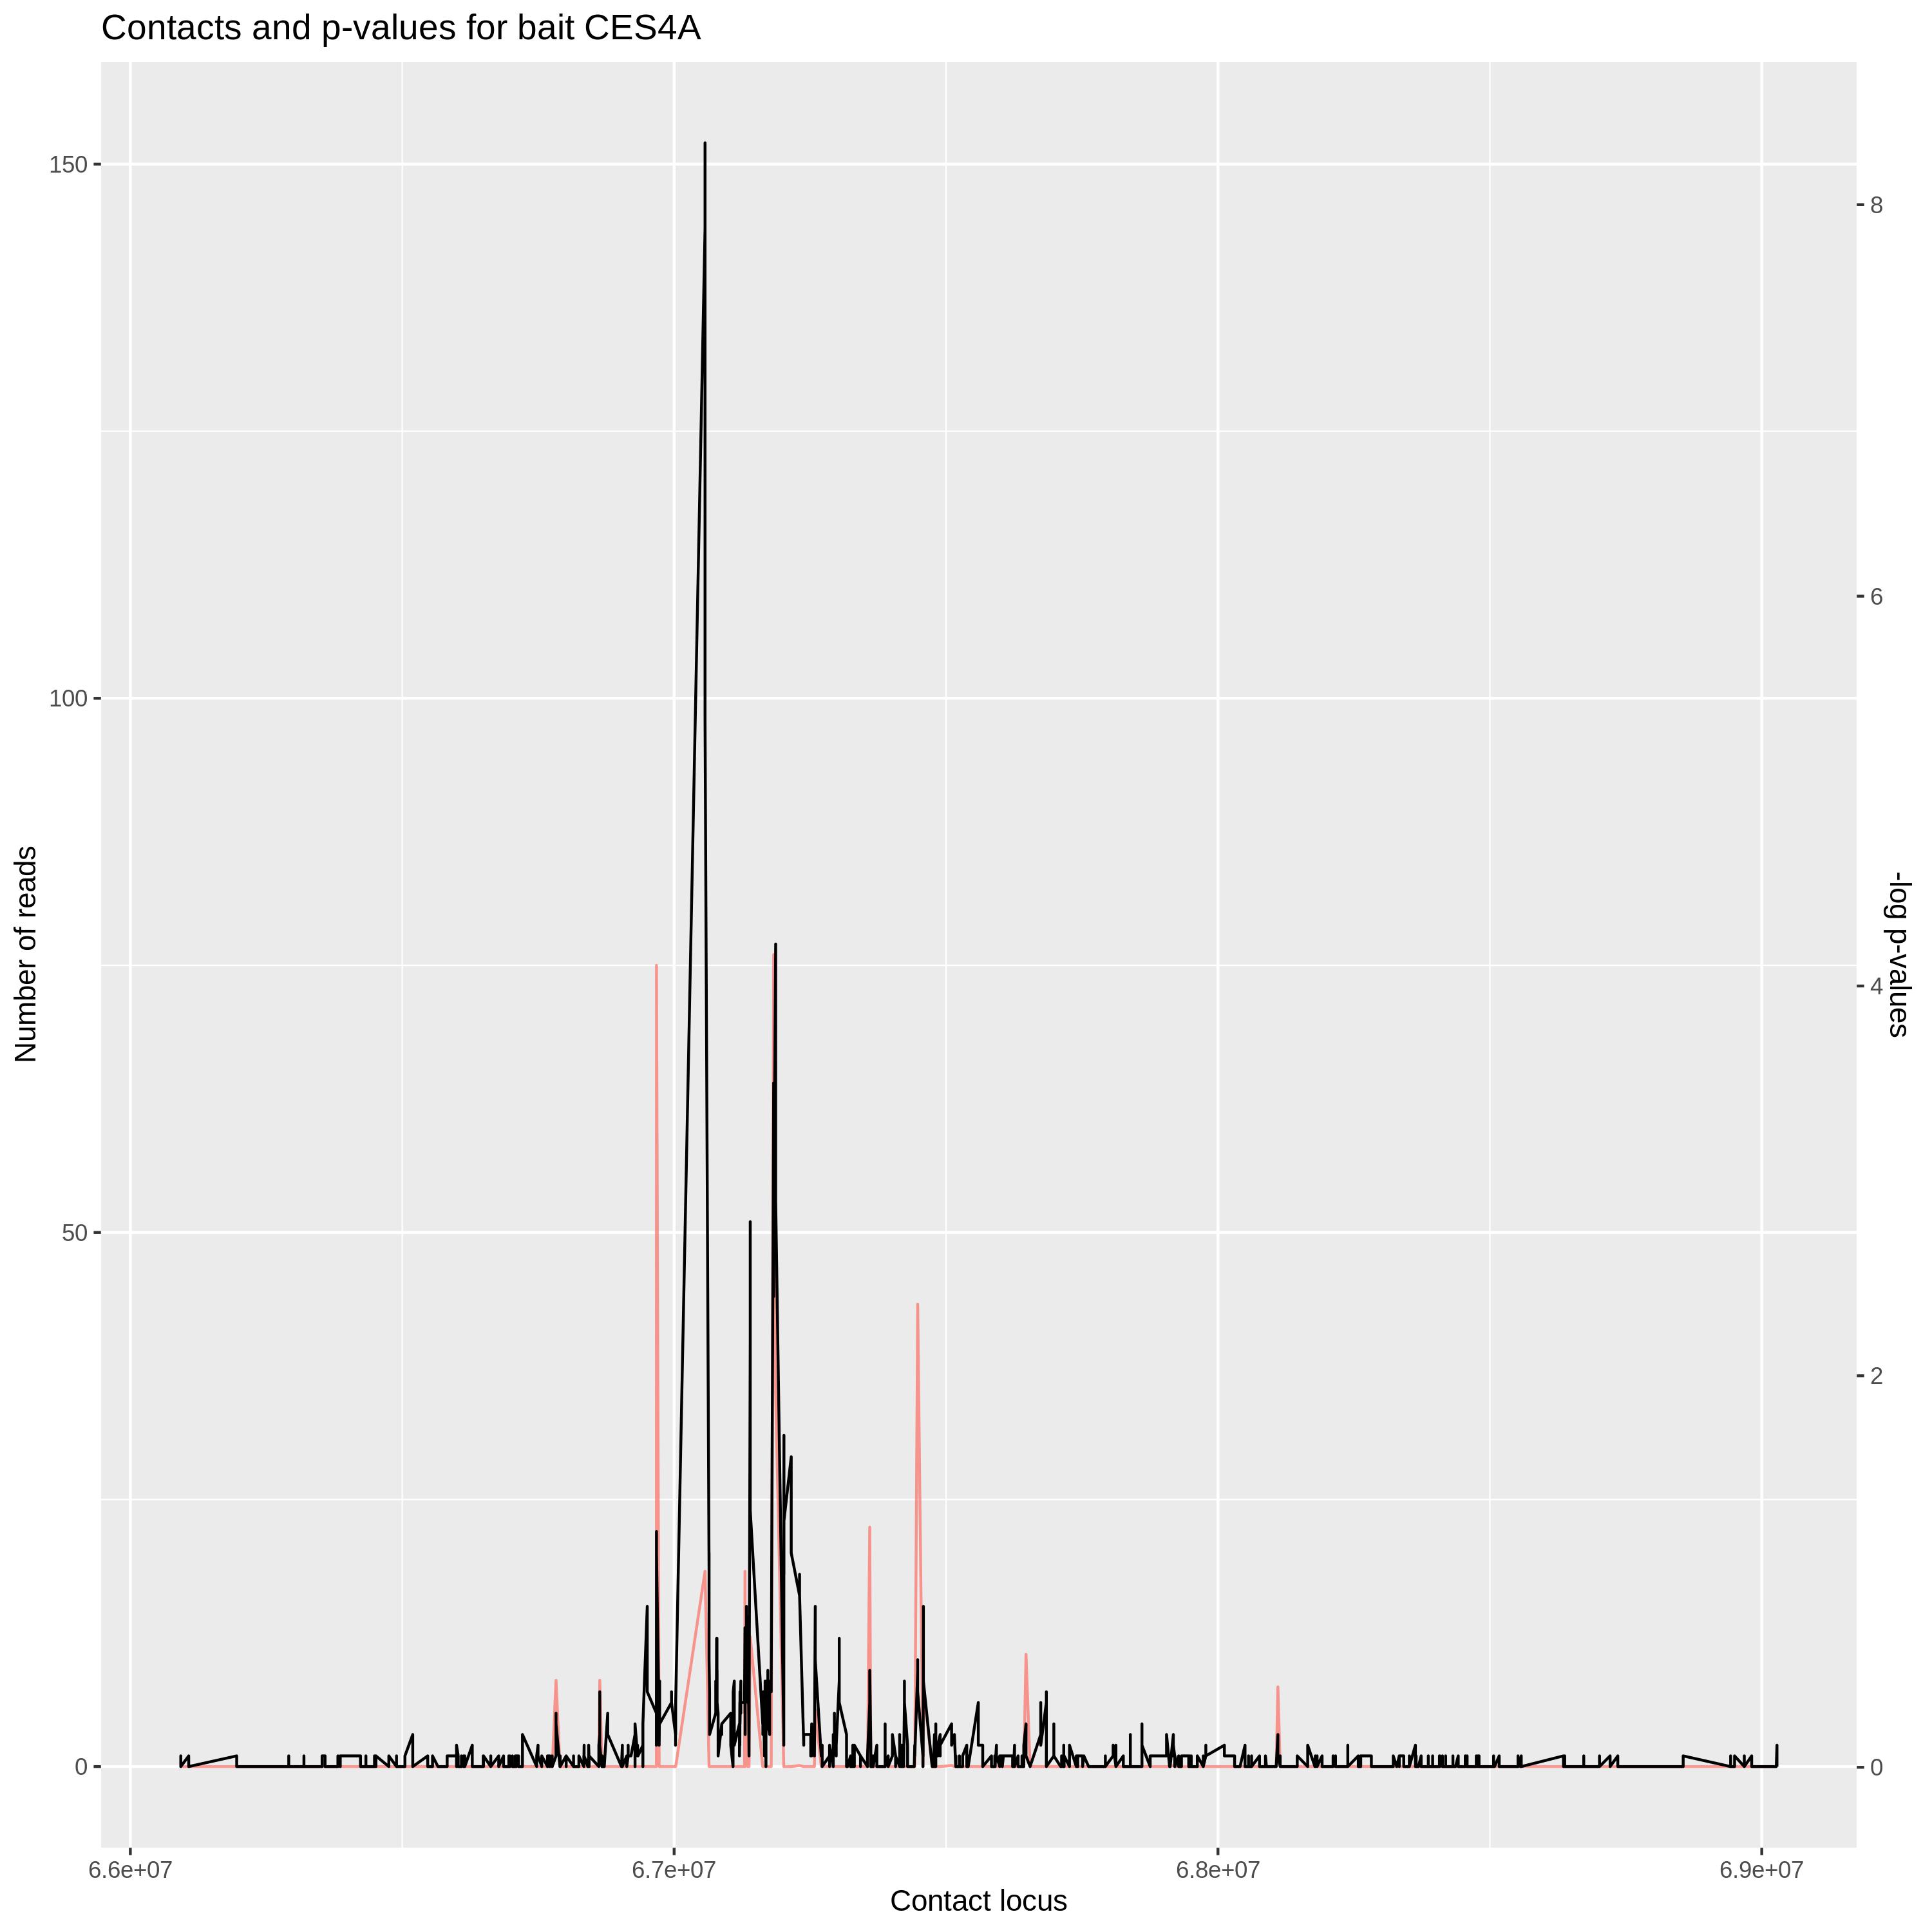 Contacts and p-values for bait CES4A
150
100
50
0
Number of reads
8
6
4
2
0
-log p-values
6.6e+07
6.7e+07
6.8e+07
6.9e+07
Contact locus